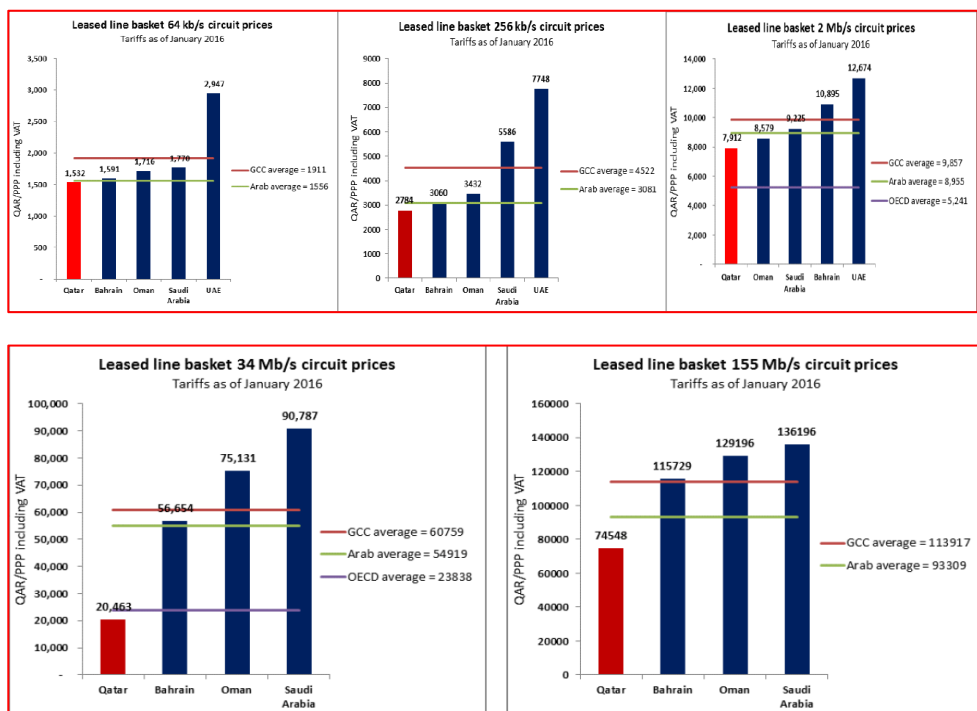 Leased line basket 64 kb/s circuit prices
Tariffs as of January 2016
QAR/PPP including VAT
3,500
3,000
2,500
2,000
1,500
1,000
500
-
1,532
1,591
1,716
1,770
2,947
Qatar Bahrain Oman Saudi Arabia UAE
GCC average = 1911
Arab average = 1556
Leased line basket 256 kb/s circuit prices
Tariffs as of January 2016
QAR/PPP including VAT
9000
8000
7000
6000
5000
4000
3000
2000
1000
0
2784
3060
3432
5586
7748
Qatar Bahrain Oman Saudi Arabia UAE
GCC average = 4522
Arab average = 3081
Leased line basket 2 Mb/s circuit prices
Tariffs as of January 2016
QAR/PPP including VAT
14,000
12,000
10,000
8,000
6,000
4,000
2,000
-
7,912
8,579
9,225
10,895
12,674
Qatar Oman Saudi Arabia Bahrain UAE
GCC average = 9,857
Arab average = 8,955
OECD average = 5,241
Leased line basket 34 Mb/s circuit prices
Tariffs as of January 2016
QAR/PPP including VAT
100,000
90,000
80,000
70,000
60,000
50,000
40,000
30,000
20,000
10,000
-
20,463
56,654
75,131
90,787
Qatar Bahrain Oman Saudi Arabia
GCC average = 60759
Arab average = 54919
OECD average = 23838
Leased line basket 155 Mb/s circuit prices
Tariffs as of January 2016
QAR/PPP including VAT
160000
140000
120000
100000
80000
60000
40000
20000
0
74548
115729
129196
136196
Qatar Bahrain Oman Saudi Arabia
GCC average = 113917
Arab average = 93309